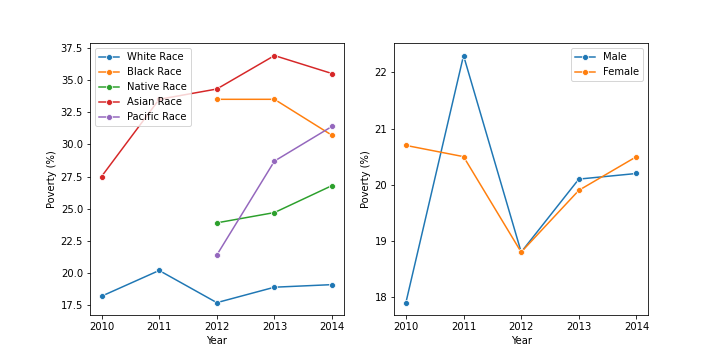 37.5
35.0
32.5
30.0
27.5
25.0
22.5
20.0
17.5
Poverty (%)
White Race
Black Race
Native Race
Asian Race
Pacific Race
2010 2011 2012 2013 2014
Year
22
21
20
19
18
Poverty (%)
Male
Female
2010 2011 2012 2013 2014
Year